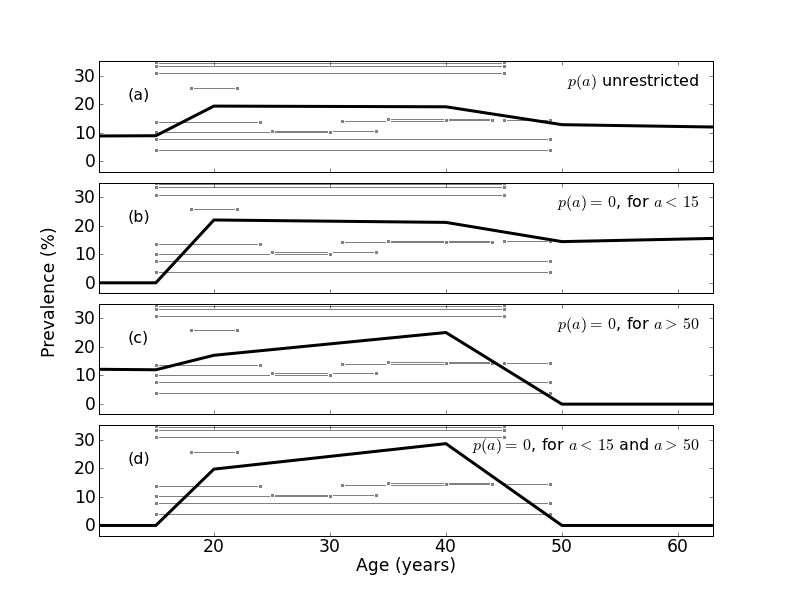 30
(a)
p(a) unrestricted
20
10
0
30
(b)
p(a) = 0, for a < 15
20
10
0
Prevalence (%)
30
(c)
p(a) = 0, for a > 50
20
10
0
30
(d)
p(a) = 0, for a < 15 and a > 50
20
10
0
20 30 40 50 60
Age (years)